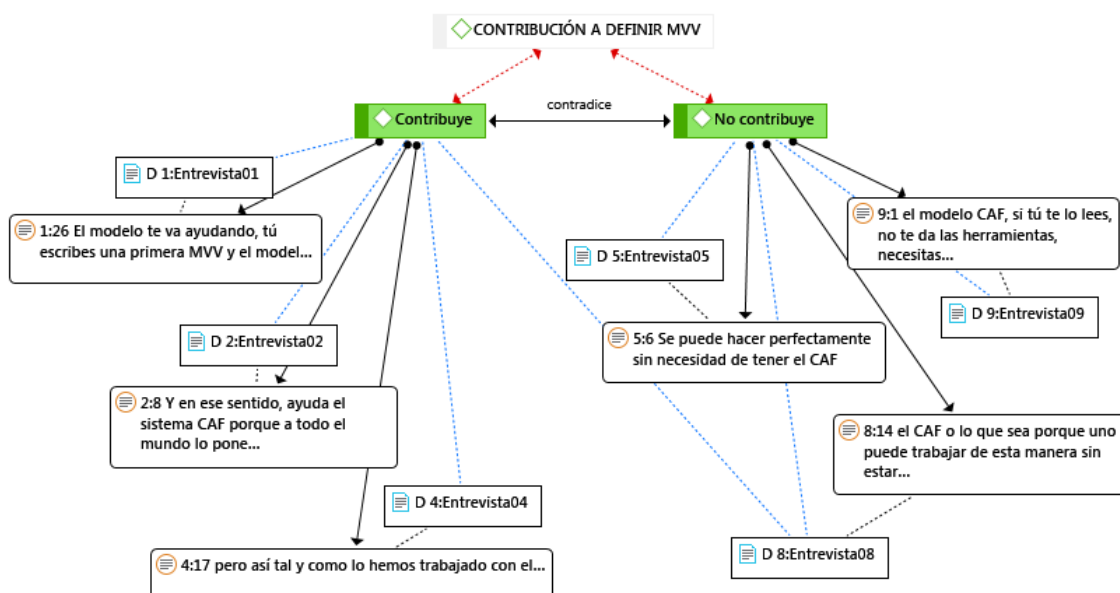 CONTRIBUCIÓN A DEFINIR MVV
contradice
Contribuye
No contribuye
D 1:Entrevista01
1:26 El modelo te va ayudando, tú
escribes una primera MVV y el model...
9:1 el modelo CAF, si tú te lo lees,
no te da las herramientas,
necesitas...
D 5:Entrevista05
D 9:Entrevista09
D 2:Entrevista02
5:6 Se puede hacer perfectamente
sin necesidad de tener el CAF
2:8 Y en ese sentido, ayuda el
sistema CAF porque a todo el
mundo lo pone...
8:14 el CAF o lo que sea porque uno
puede trabajar de esta manera sin
estar...
D 4:Entrevista04
D 8:Entrevista08
4:17 pero así tal y como lo hemos trabajado con el...